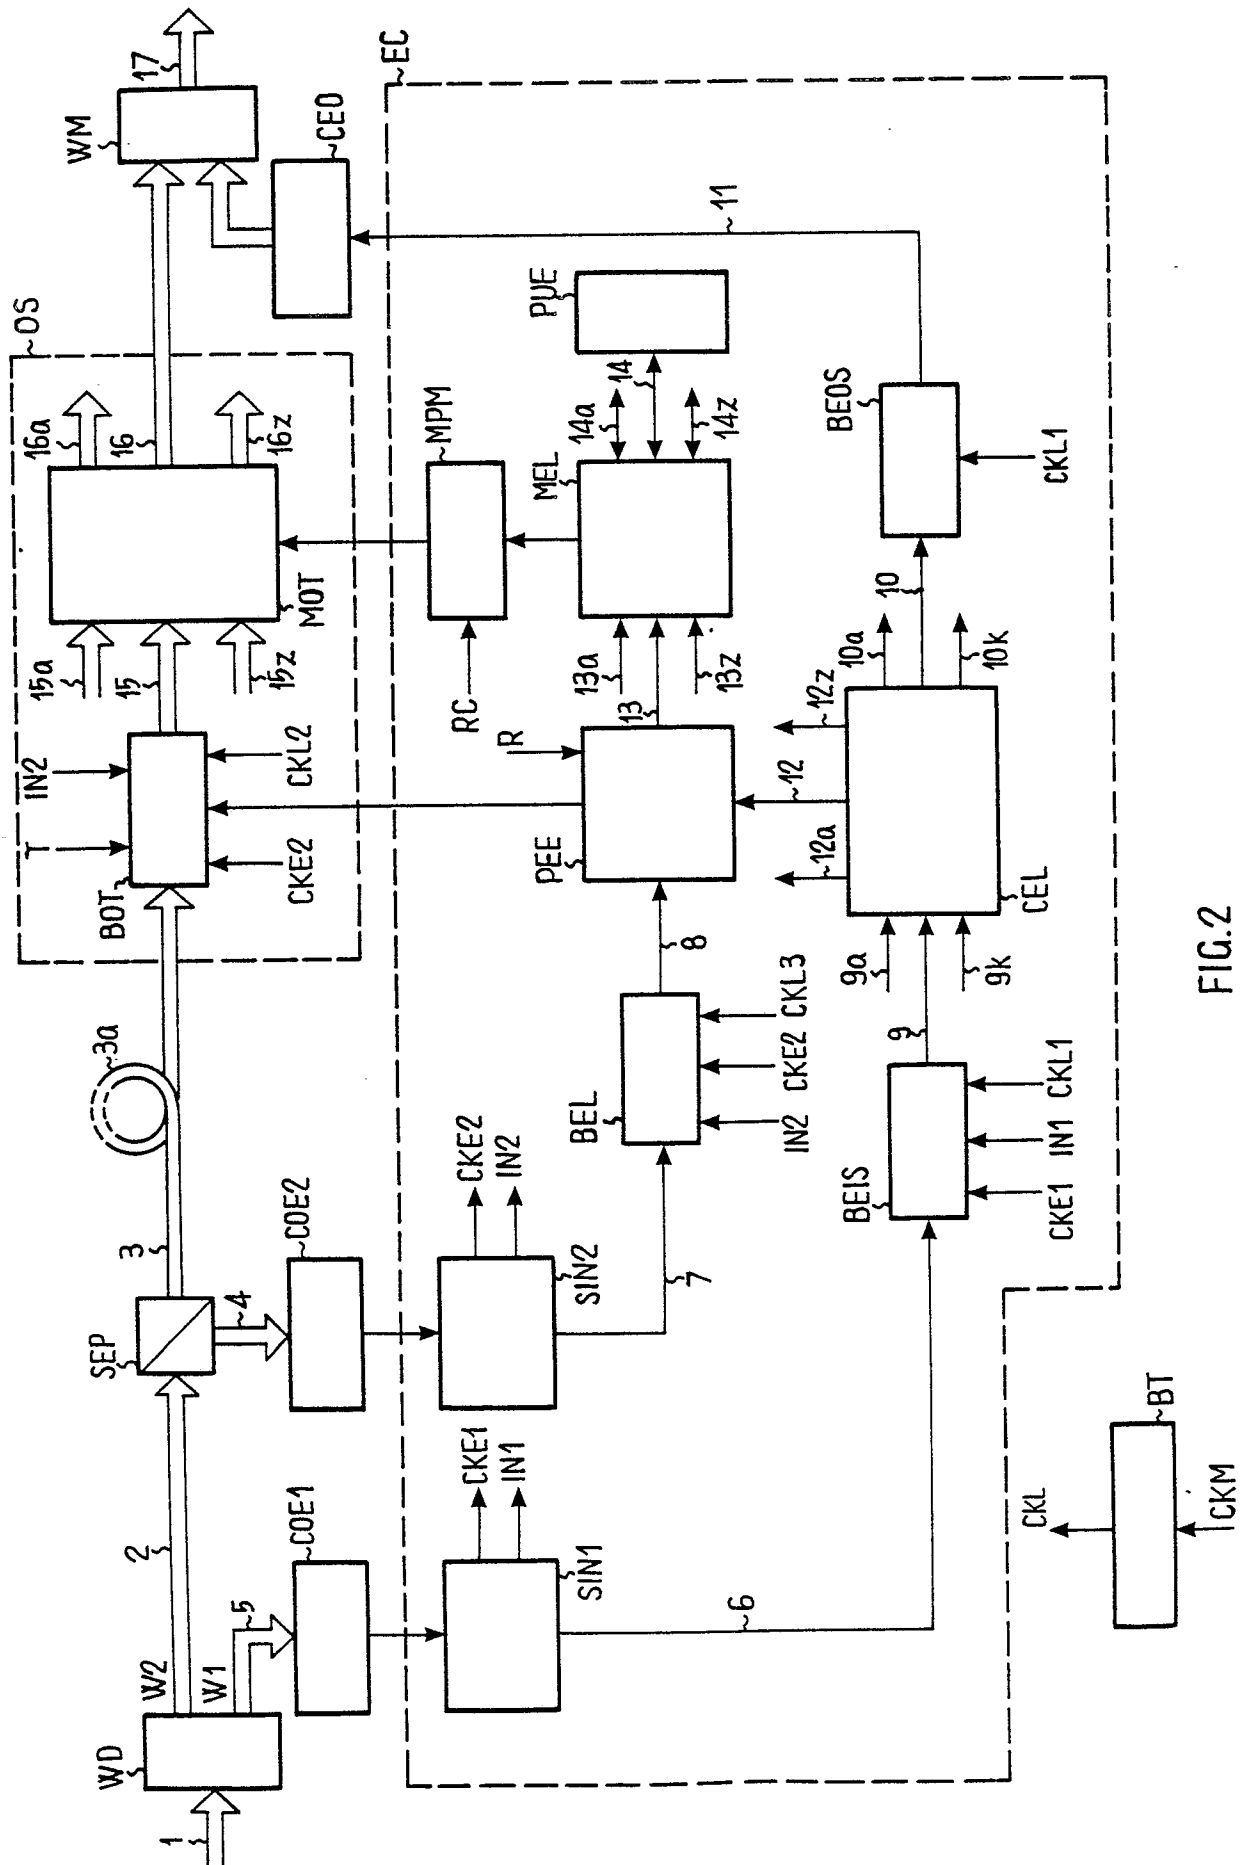 1
WD
W2
W1
2
5
SEP
3
4
3a
COE1
COE2
OS
BOT
T
IN2
CKE2
CKL2
15a
15
15z
MOT
16a
16
16z
WM
17
CEO
EC
SIN1
CKE1
IN1
SIN2
CKE2
IN2
6
7
BEL
IN2
CKE2
CKL3
8
PEE
R
RC
MPM
13a
13
13z
MEL
14a
14
14z
PUE
BEIS
CKE1
IN1
CKL1
9a
9
9k
CEL
12a
12
12z
10a
10
10k
BEOS
CKL1
11
BT
CKL
CKM
FIG.2